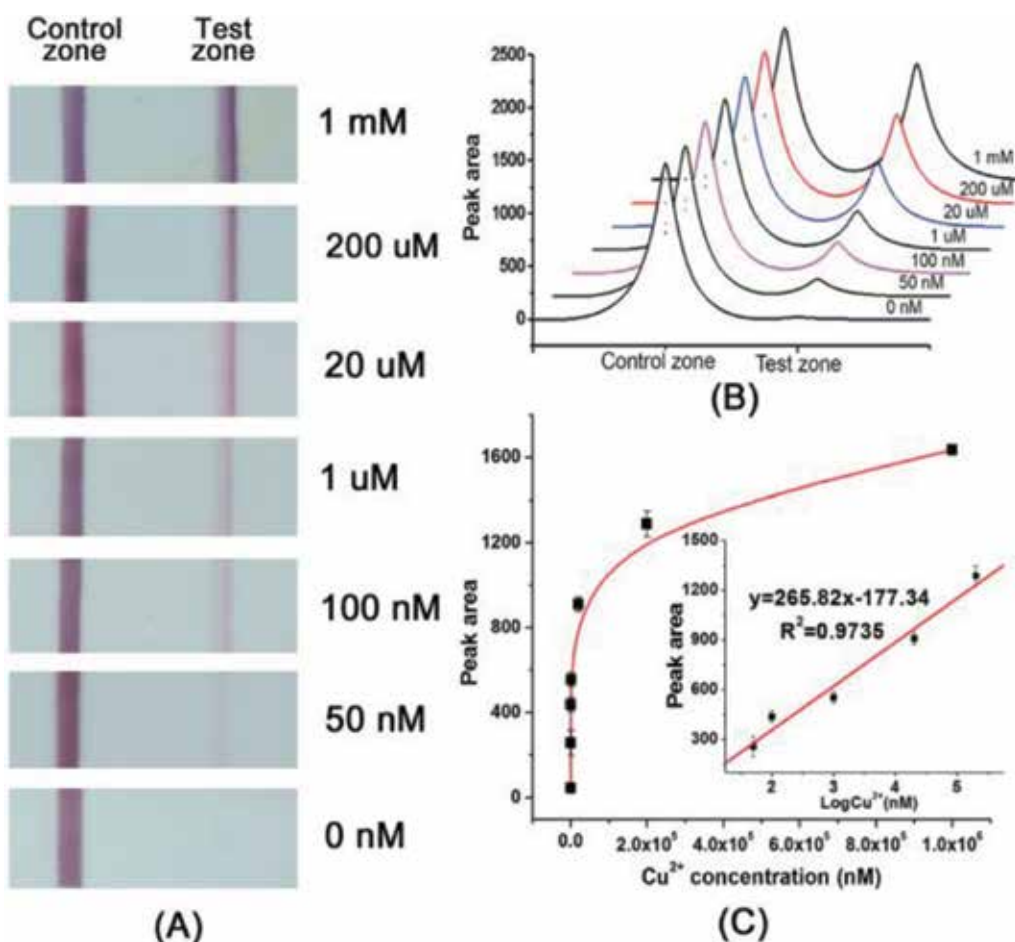 Control zone
Test zone
1 mM
200 uM
20 uM
1 uM
100 nM
50 nM
0 nM
(A)
Peak area
2500
2000
1500
1000
500
0
1 mM
200 uM
20 uM
1 uM
100 nM
50 nM
0 nM
Control zone
Test zone
(B)
Peak area
1600
1200
800
400
0
0.0
2.0x10⁵
4.0x10⁵
6.0x10⁵
8.0x10⁵
1.0x10⁶
Cu²⁺ concentration (nM)
Peak area
1500
1200
900
600
300
y=265.82x-177.34
R²=0.9735
2
3
4
5
LogCu²⁺(nM)
(C)